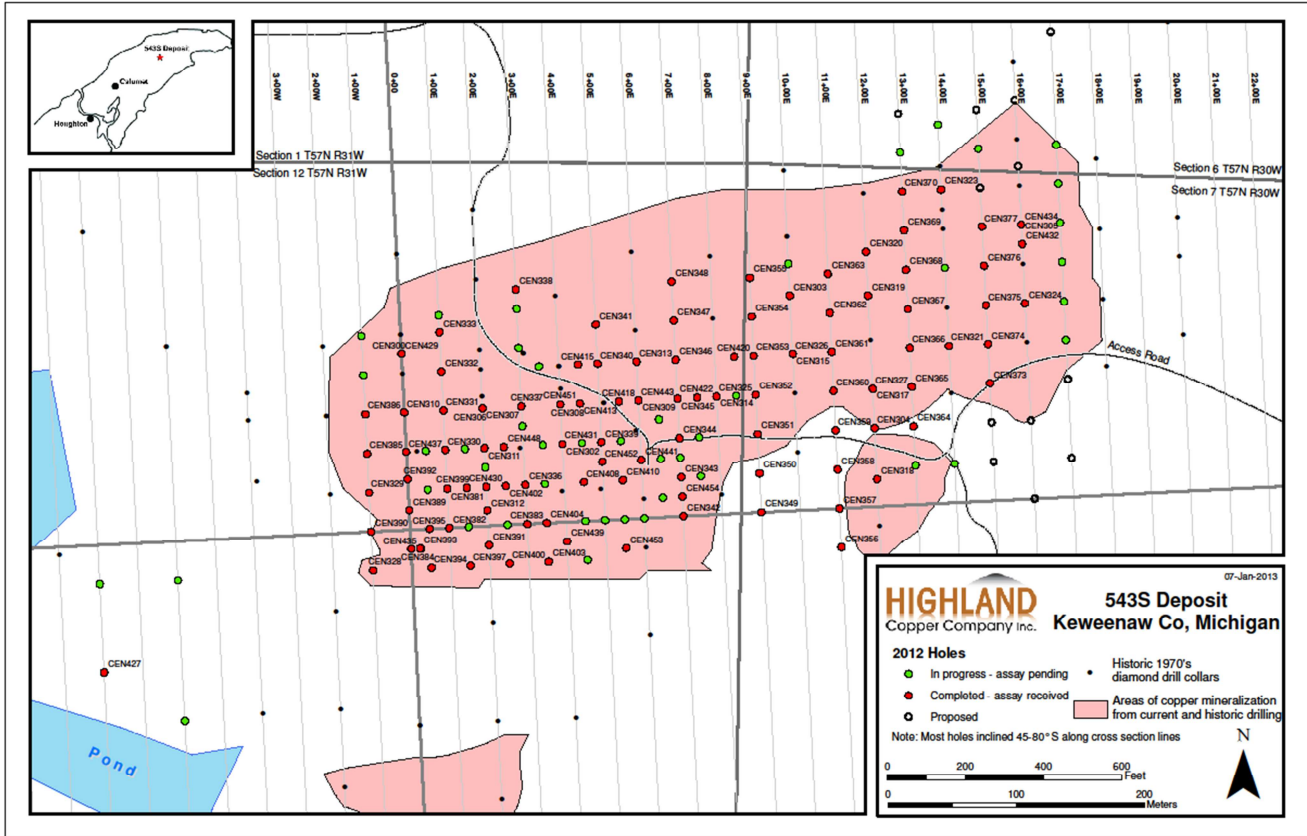 543S Deposit
Calumet
Houghton
3+00W
2+00W
1+00W
0+00
1+00E
2+00E
3+00E
4+00E
5+00E
6+00E
7+00E
8+00E
9+00E
10+00E
11+00E
12+00E
13+00E
14+00E
15+00E
16+00E
17+00E
18+00E
19+00E
20+00E
21+00E
22+00E
Section 1 T57N R31W
Section 12 T57N R31W
Section 6 T57N R30W
Section 7 T57N R30W
CEN370
CEN323
CEN369
CEN377
CEN434
CEN305
CEN432
CEN320
CEN338
CEN348
CEN355
CEN363
CEN368
CEN376
CEN303
CEN319
CEN333
CEN341
CEN347
CEN354
CEN362
CEN367
CEN375
CEN324
CEN300
CEN429
CEN332
CEN415
CEN340
CEN313
CEN346
CEN420
CEN353
CEN326
CEN315
CEN361
CEN366
CEN321
CEN374
Access Road
CEN373
CEN386
CEN310
CEN331
CEN306
CEN307
CEN337
CEN451
CEN308
CEN413
CEN418
CEN443
CEN309
CEN422
CEN345
CEN325
CEN314
CEN352
CEN360
CEN327
CEN317
CEN365
CEN385
CEN437
CEN330
CEN311
CEN448
CEN431
CEN302
CEN339
CEN441
CEN344
CEN351
CEN359
CEN304
CEN364
CEN329
CEN392
CEN399
CEN381
CEN430
CEN402
CEN336
CEN408
CEN452
CEN410
CEN343
CEN350
CEN358
CEN318
CEN389
CEN312
CEN454
CEN390
CEN395
CEN382
CEN383
CEN404
CEN342
CEN349
CEN357
CEN393
CEN391
CEN439
CEN453
CEN356
CEN328
CEN384
CEN394
CEN397
CEN400
CEN403
CEN427
Pond
07-Jan-2013
HIGHLAND
Copper Company Inc.
543S Deposit
Keweenaw Co, Michigan
2012 Holes
In progress - assay pending
Completed - assay received
Proposed
Historic 1970's
diamond drill collars
Areas of copper mineralization
from current and historic drilling
Note: Most holes inclined 45-80°S along cross section lines
N
0 200 400 600
Feet
0 100 200
Meters